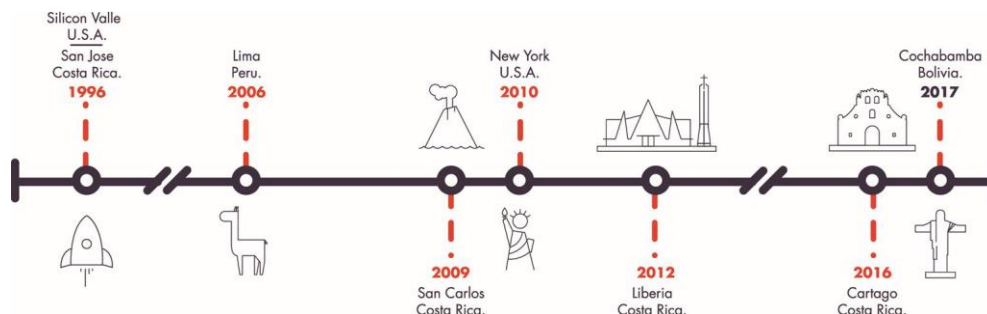 Silicon Valle
U.S.A.
San Jose
Costa Rica.
1996
Lima
Peru.
2006
San Carlos
Costa Rica.
2009
New York
U.S.A.
2010
Liberia
Costa Rica.
2012
Cartago
Costa Rica.
2016
Cochabamba
Bolivia.
2017